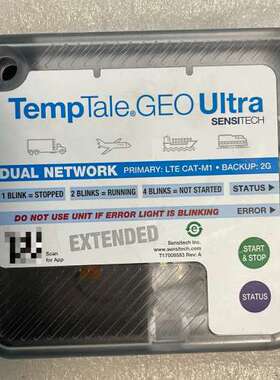 TempTale® GEO Ultra
SENSITECH
DUAL NETWORK PRIMARY: LTE CAT-M1 • BACKUP: 2G
1 BLINK = STOPPED 2 BLINKS = RUNNING 4 BLINKS = NOT STARTED STATUS
DO NOT USE UNIT IF ERROR LIGHT IS BLINKING ERROR
EXTENDED
Scan
for App
Sensitech Inc.
www.sensitech.com
T17009583 Rev: A
START
& STOP
STATUS